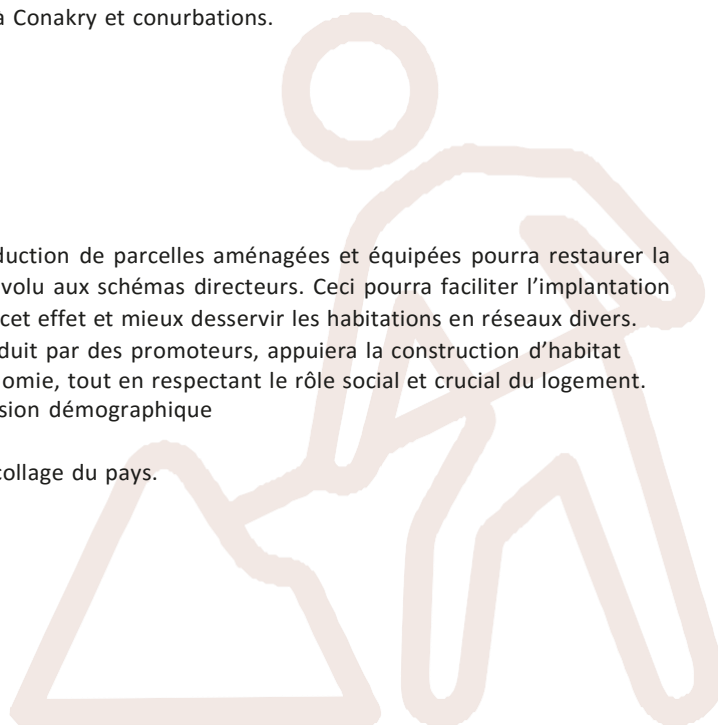 a Conakry et conurbations.
duction de parcelles aménagées et équipées pourra restaurer la
volu aux schémas directeurs. Ceci pourra faciliter l’implantation
cet effet et mieux desservir les habitations en réseaux divers.
duit par des promoteurs, appuiera la construction d’habitat
nomie, tout en respectant le rôle social et crucial du logement.
sion démographique
collage du pays.